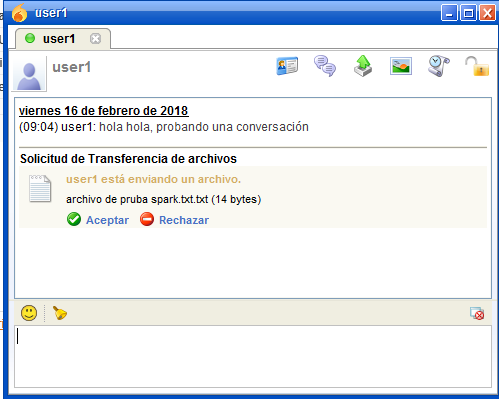 user1
user1
user1
viernes 16 de febrero de 2018
(09:04) user1: hola hola, probando una conversación
Solicitud de Transferencia de archivos
user1 está enviando un archivo.
archivo de pruba spark.txt.txt (14 bytes)
Aceptar Rechazar